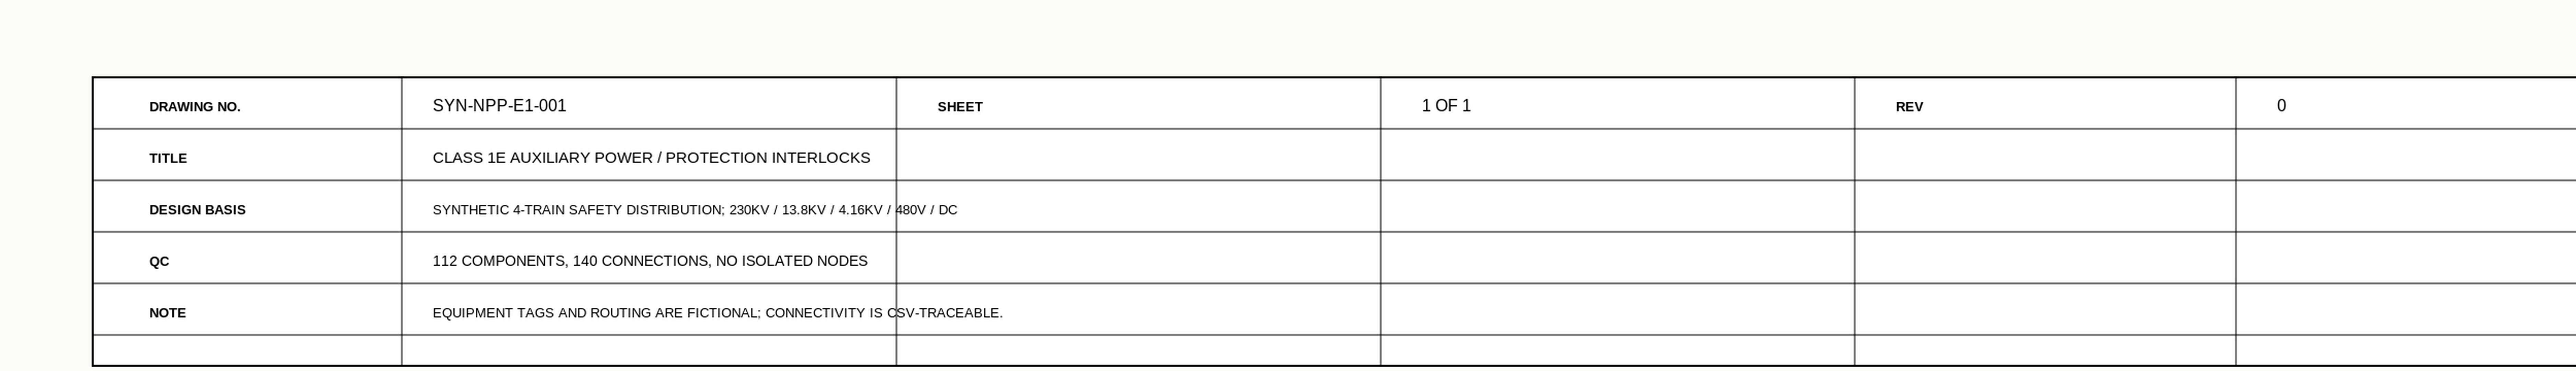 DRAWING NO. SYN-NPP-E1-001 SHEET 1 OF 1 REV 0
TITLE CLASS 1E AUXILIARY POWER / PROTECTION INTERLOCKS
DESIGN BASIS SYNTHETIC 4-TRAIN SAFETY DISTRIBUTION; 230KV / 13.8KV / 4.16KV / 480V / DC
QC 112 COMPONENTS, 140 CONNECTIONS, NO ISOLATED NODES
NOTE EQUIPMENT TAGS AND ROUTING ARE FICTIONAL; CONNECTIVITY IS CSV-TRACEABLE.